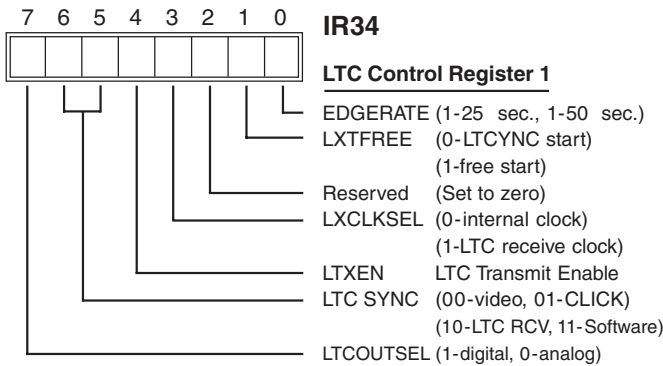 7 6 5 4 3 2 1 0
IR34
LTC Control Register 1
EDGERATE (1-25 sec., 1-50 sec.)
LXTFREE (0-LTCYNC start)
(1-free start)
Reserved (Set to zero)
LXCLKSEL (0-internal clock)
(1-LTC receive clock)
LTXEN LTC Transmit Enable
LTC SYNC (00-video, 01-CLICK)
(10-LTC RCV, 11-Software)
LTCOUTSEL (1-digital, 0-analog)